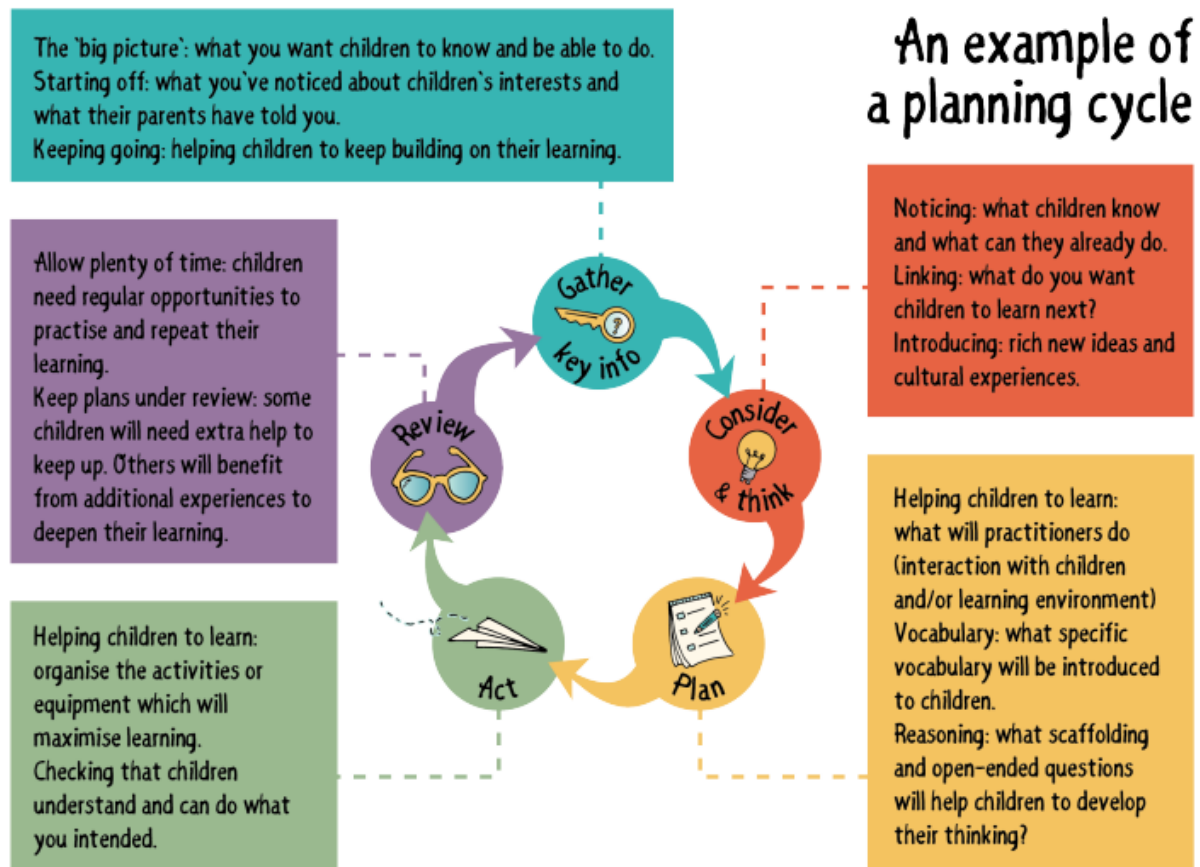 An example of
a planning cycle
The 'big picture': what you want children to know and be able to do.
Starting off: what you've noticed about children's interests and
what their parents have told you.
Keeping going: helping children to keep building on their learning.
Gather
key info
Noticing: what children know
and what can they already do.
Linking: what do you want
children to learn next?
Introducing: rich new ideas and
cultural experiences.
Consider
& think
Helping children to learn:
what will practitioners do
(interaction with children
and/or learning environment)
Vocabulary: what specific
vocabulary will be introduced
to children.
Reasoning: what scaffolding
and open-ended questions
will help children to develop
their thinking?
Plan
Helping children to learn:
organise the activities or
equipment which will
maximise learning.
Checking that children
understand and can do what
you intended.
Act
Allow plenty of time: children
need regular opportunities to
practise and repeat their
learning.
Keep plans under review: some
children will need extra help to
keep up. Others will benefit
from additional experiences to
deepen their learning.
Review